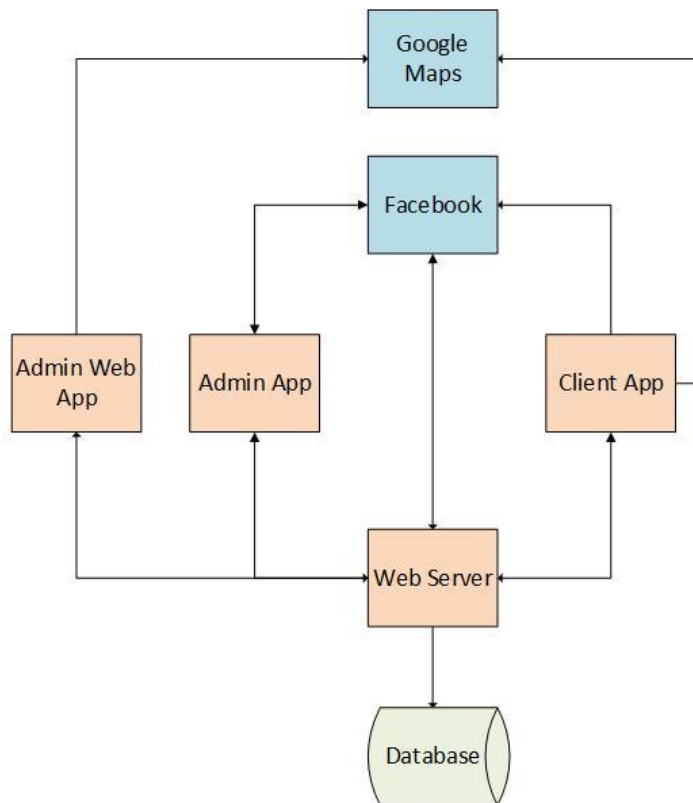 Google
Maps
Facebook
Admin Web
App
Admin App
Client App
Web Server
Database